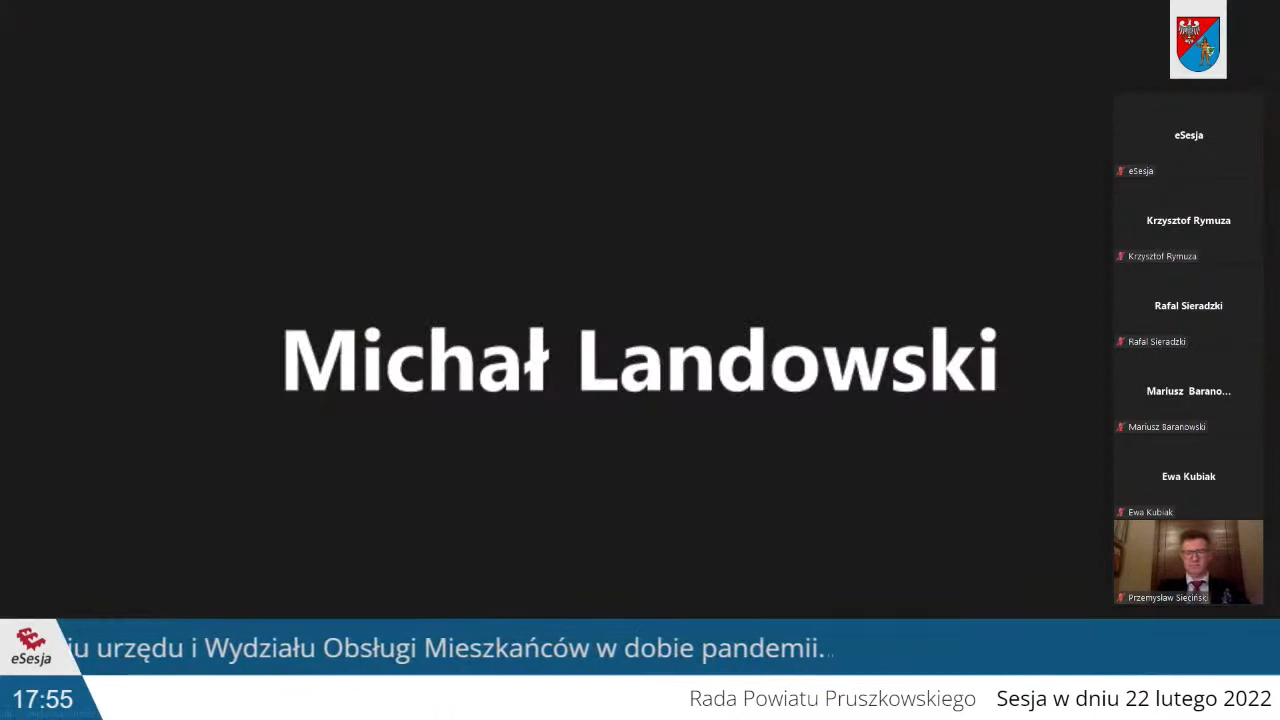 eSesja
eSesja
Krzysztof Rymuza
Krzysztof Rymuza
Rafal Sieradzki
Rafal Sieradzki
Mariusz Barano...
Mariusz Baranowski
Ewa Kubiak
Ewa Kubiak
Przemysław Sieciński
Michał Landowski
eSesja
iu urzędu i Wydziału Obsługi Mieszkańców w dobie pandemii...
17:55
Rada Powiatu Pruszkowskiego Sesja w dniu 22 lutego 2022